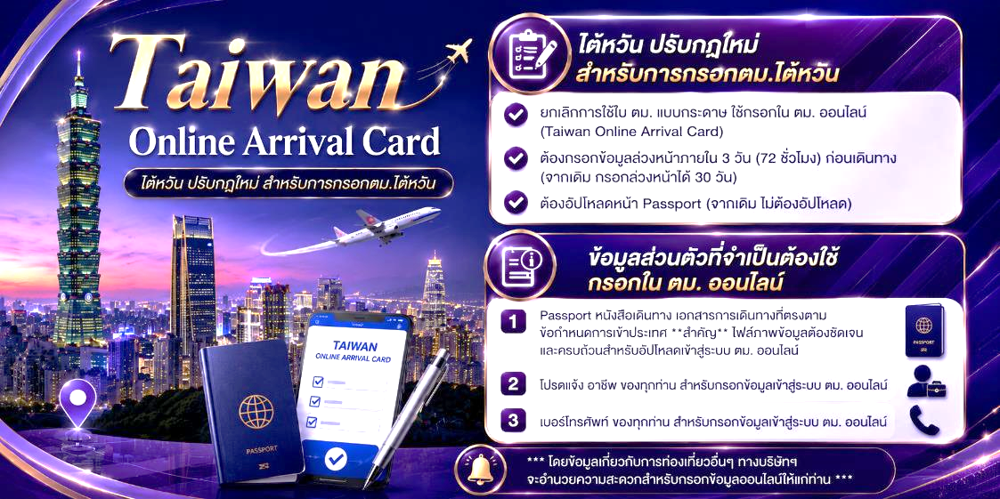 Taiwan
Online Arrival Card
ไต้หวัน ปรับกฎใหม่ สำหรับการกรอกตม.ไต้หวัน
TAIWAN
ONLINE ARRIVAL CARD
PASSPORT
ไต้หวัน ปรับกฎใหม่
สำหรับการกรอกตม.ไต้หวัน
ยกเลิกการใช้ใบ ตม. แบบกระดาษ ใช้กรอกใน ตม. ออนไลน์
(Taiwan Online Arrival Card)
ต้องกรอกข้อมูลล่วงหน้าภายใน 3 วัน (72 ชั่วโมง) ก่อนเดินทาง
(จากเดิม กรอกล่วงหน้าได้ 30 วัน)
ต้องอัปโหลดหน้า Passport (จากเดิม ไม่ต้องอัปโหลด)
ข้อมูลส่วนตัวที่จำเป็นต้องใช้
กรอกใน ตม. ออนไลน์
1
Passport หนังสือเดินทาง เอกสารการเดินทางที่ตรงตาม
ข้อกำหนดการเข้าประเทศ **สำคัญ** ไฟล์ภาพข้อมูลต้องชัดเจน
และครบถ้วนสำหรับอัปโหลดเข้าสู่ระบบ ตม. ออนไลน์
PASSPORT
2 โปรดแจ้ง อาชีพ ของทุกท่าน สำหรับกรอกข้อมูลเข้าสู่ระบบ ตม. ออนไลน์
3 เบอร์โทรศัพท์ ของทุกท่าน สำหรับกรอกข้อมูลเข้าสู่ระบบ ตม. ออนไลน์
*** โดยข้อมูลเกี่ยวกับการท่องเที่ยวอื่นๆ ทางบริษัทฯ
จะอำนวยความสะดวกสำหรับกรอกข้อมูลออนไลน์ให้แก่ท่าน ***